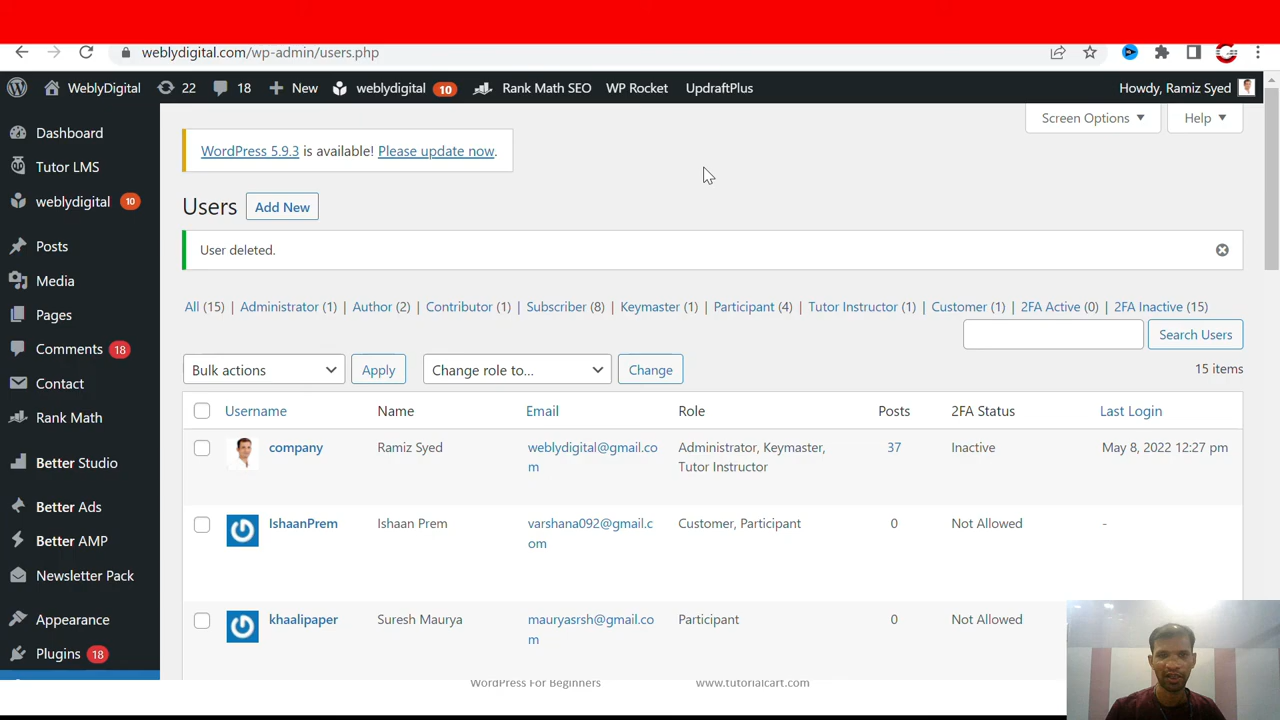 weblydigital.com/wp-admin/users.php
WeblyDigital 22 18 New weblydigital 10 Rank Math SEO WP Rocket UpdraftPlus Howdy, Ramiz Syed
Screen Options Help
Dashboard
Tutor LMS
weblydigital 10
Posts
Media
Pages
Comments 18
Contact
Rank Math
Better Studio
Better Ads
Better AMP
Newsletter Pack
Appearance
Plugins 18
WordPress 5.9.3 is available! Please update now.
Users Add New
User deleted.
All (15) | Administrator (1) | Author (2) | Contributor (1) | Subscriber (8) | Keymaster (1) | Participant (4) | Tutor Instructor (1) | Customer (1) | 2FA Active (0) | 2FA Inactive (15)
Search Users
Bulk actions Apply Change role to... Change 15 items
Username Name Email Role Posts 2FA Status Last Login
company Ramiz Syed weblydigital@gmail.co Administrator, Keymaster, 37 Inactive May 8, 2022 12:27 pm
m Tutor Instructor
IshaanPrem Ishaan Prem varshana092@gmail.c Customer, Participant 0 Not Allowed -
om
khaalipaper Suresh Maurya mauryasrsh@gmail.co Participant 0 Not Allowed
m
WordPress For Beginners www.tutorialcart.com